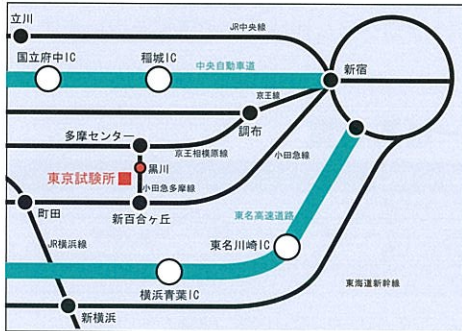 立川
JR中央線
国立府中IC
稲城IC
中央自動車道
新宿
京王線
調布
多摩センター
京王相模原線
小田急線
黒川
東京試験所
小田急多摩線
町田
新百合ヶ丘
東名高速道路
JR横浜線
東名川崎IC
横浜青葉IC
東海道新幹線
新横浜